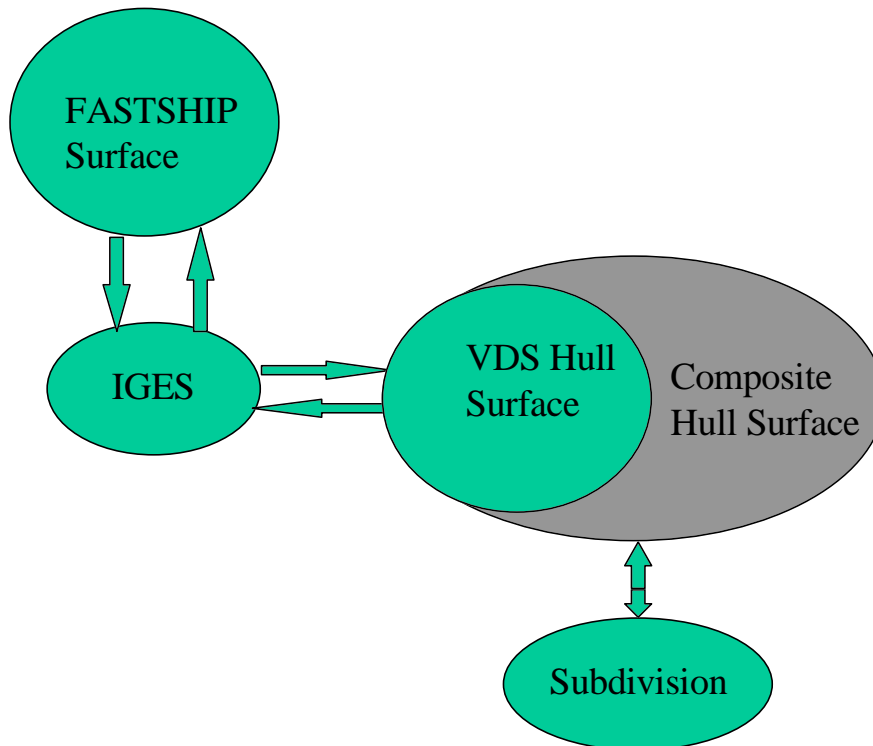 FASTSHIP
Surface
IGES
VDS Hull
Surface
Composite
Hull Surface
Subdivision